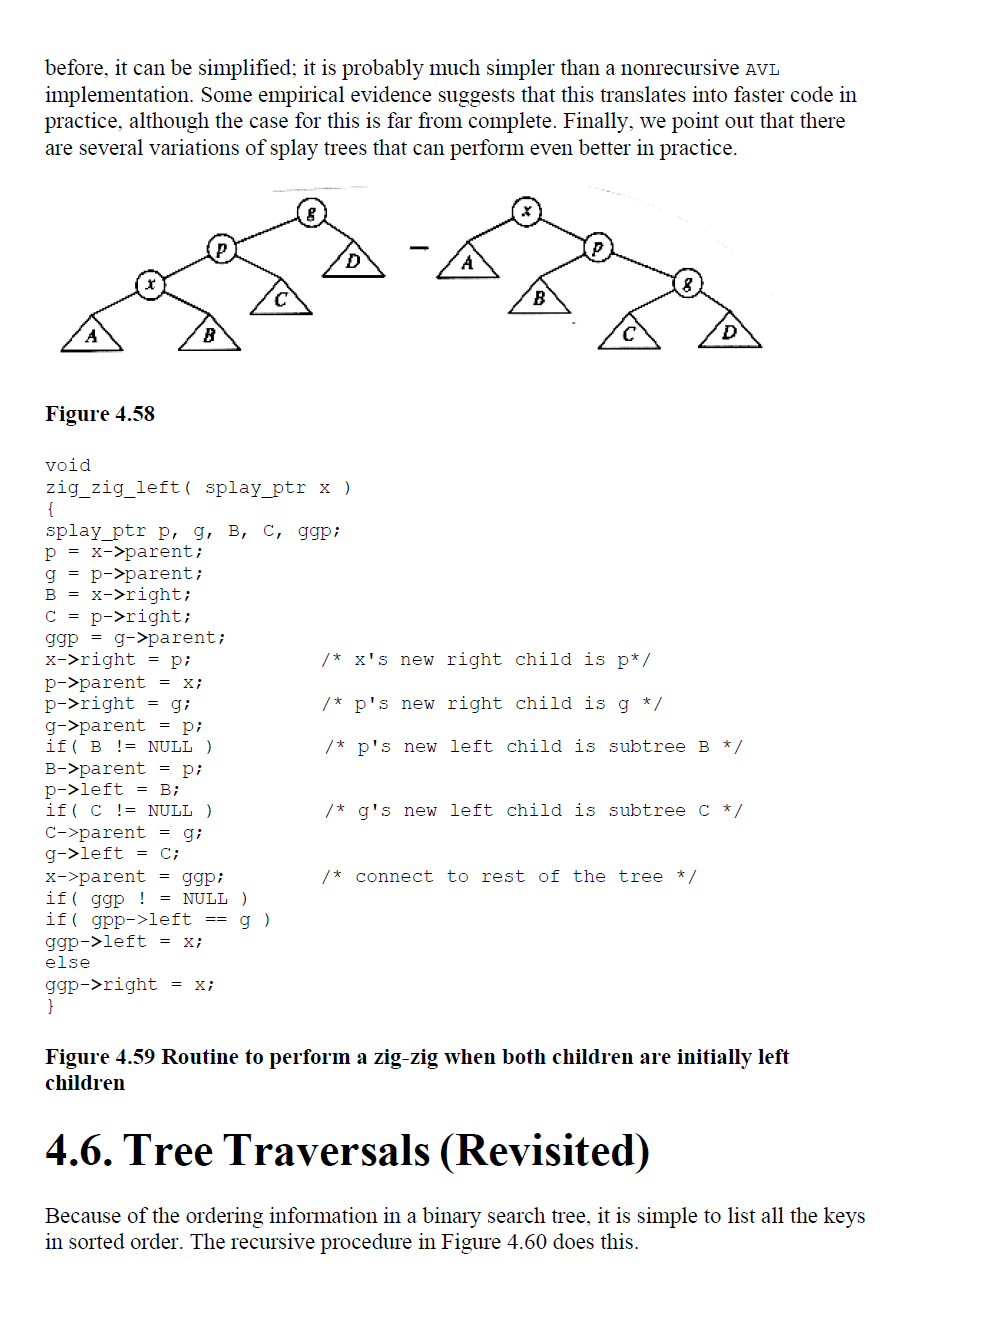 before, it can be simplified; it is probably much simpler than a nonrecursive AVL
implementation. Some empirical evidence suggests that this translates into faster code in
practice, although the case for this is far from complete. Finally, we point out that there
are several variations of splay trees that can perform even better in practice.
g x
p D A p
x C B g
A B C D
Figure 4.58
void
zig_zig_left( splay_ptr x )
{
splay_ptr p, g, B, C, ggp;
p = x->parent;
g = p->parent;
B = x->right;
C = p->right;
ggp = g->parent;
x->right = p; /* x's new right child is p*/
p->parent = x;
p->right = g; /* p's new right child is g */
g->parent = p;
if( B != NULL ) /* p's new left child is subtree B */
B->parent = p;
p->left = B;
if( C != NULL ) /* g's new left child is subtree C */
C->parent = g;
g->left = C;
x->parent = ggp; /* connect to rest of the tree */
if( ggp ! = NULL )
if( gpp->left == g )
ggp->left = x;
else
ggp->right = x;
}
Figure 4.59 Routine to perform a zig-zig when both children are initially left
children
4.6. Tree Traversals (Revisited)
Because of the ordering information in a binary search tree, it is simple to list all the keys
in sorted order. The recursive procedure in Figure 4.60 does this.